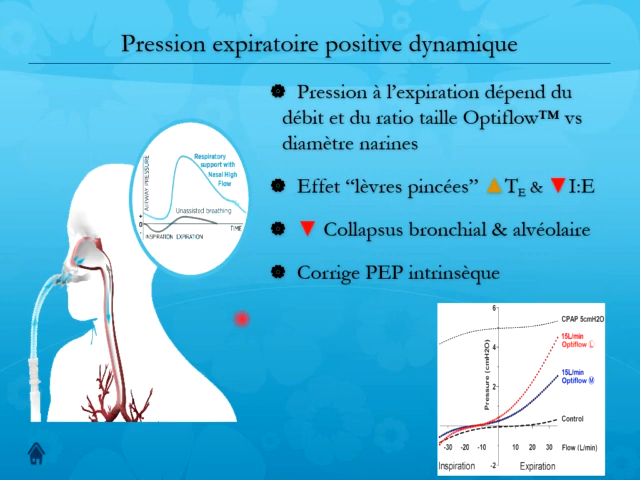 Pression expiratoire positive dynamique
Pression à l’expiration dépend du
débit et du ratio taille Optiflow™ vs
diamètre narines
Effet “lèvres pincées” ▲TE & ▼I:E
▼ Collapsus bronchial & alvéolaire
Corrige PEP intrinsèque
AIRWAY PRESSURE
Respiratory
support with
Nasal High
Flow
Unassisted breathing
+
0
-
TIME
INSPIRATION EXPIRATION
Pressure (cmH2O)
6
4
2
-2
CPAP 5cmH2O
15L/min
Optiflow Ⓛ
15L/min
Optiflow Ⓜ
Control
-30 -20 -10 10 20 30 Flow (L/min)
Inspiration Expiration